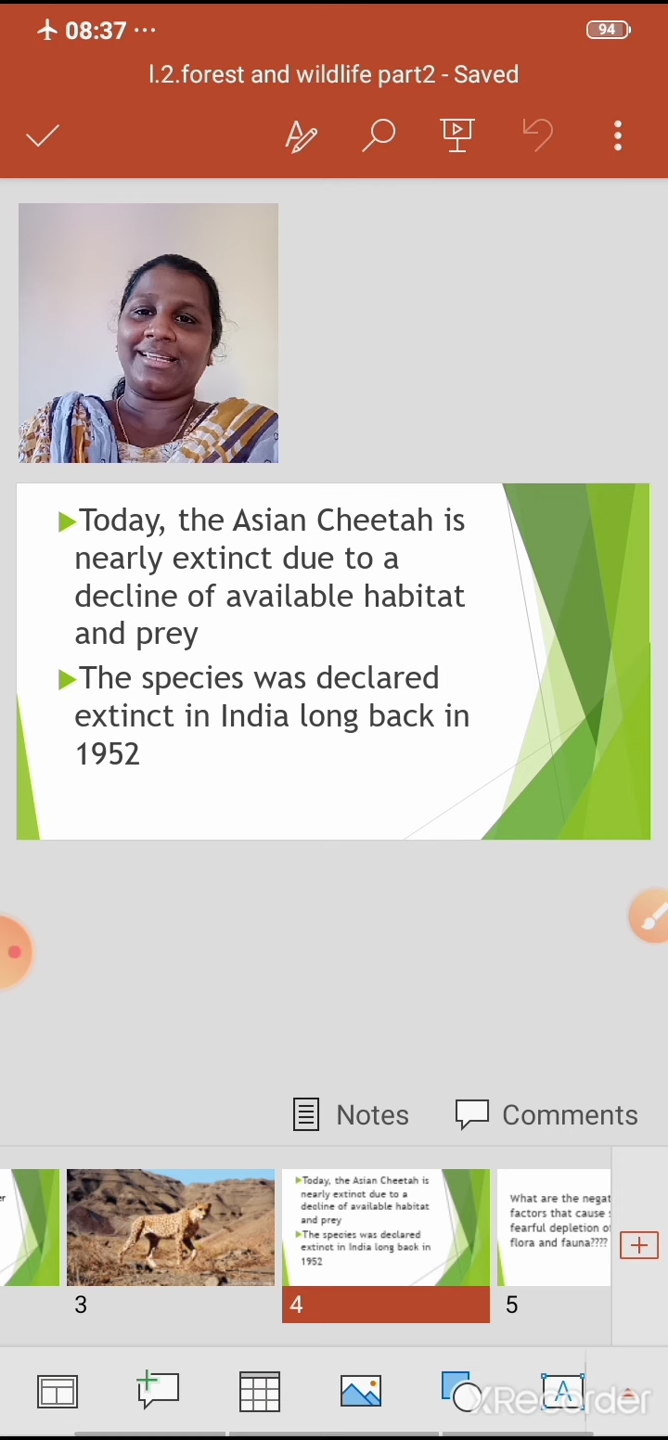 08:37 ...
94
l.2.forest and wildlife part2 - Saved
Today, the Asian Cheetah is
nearly extinct due to a
decline of available habitat
and prey
The species was declared
extinct in India long back in
1952
Notes
Comments
er
Today, the Asian Cheetah is
nearly extinct due to a
decline of available habitat
and prey
The species was declared
extinct in India long back in
1952
What are the negat
factors that cause s
fearful depletion o
flora and fauna????
3
4
5
A
XRecorder